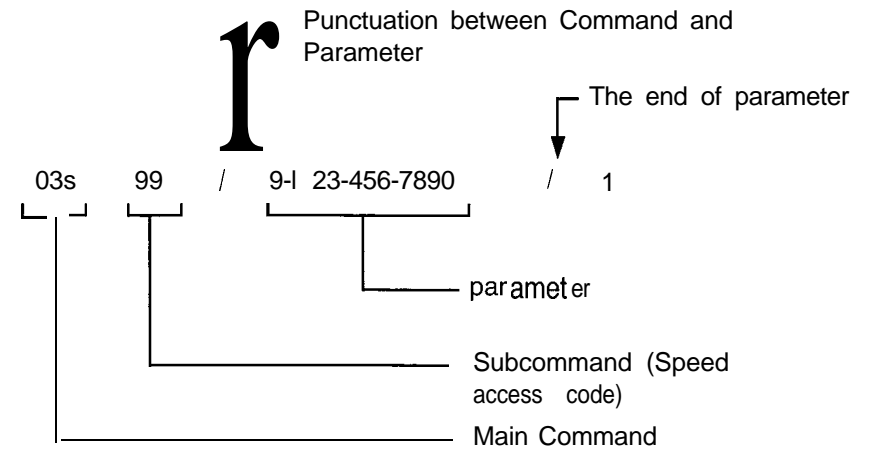 Punctuation between Command and
Parameter
The end of parameter
r
03s 99 / 9-l 23-456-7890 / 1
parameter
Subcommand (Speed
access code)
Main Command